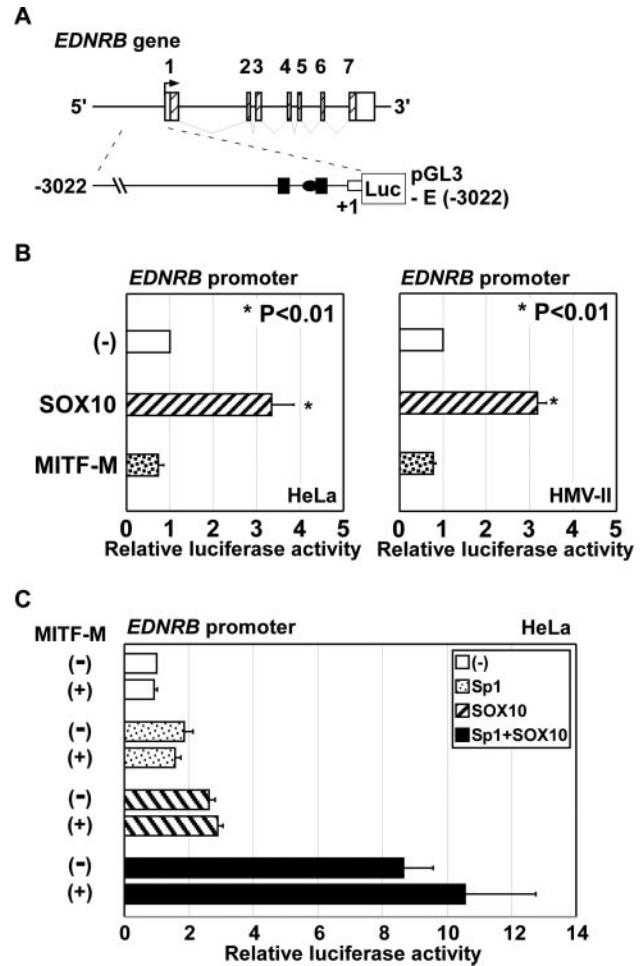 A
EDNRB gene
1 2 3 4 5 6 7
5' 3'
-3022 +1 Luc pGL3
- E (-3022)
B
EDNRB promoter EDNRB promoter
* P<0.01 * P<0.01
(-)
SOX10 * *
MITF-M
HeLa HMV-II
0 1 2 3 4 5 0 1 2 3 4 5
Relative luciferase activity Relative luciferase activity
C
MITF-M EDNRB promoter HeLa
(-) (-)
(+) Sp1
(-) SOX10
(+) Sp1+SOX10
(-)
(+)
(-)
(+)
0 2 4 6 8 10 12 14
Relative luciferase activity